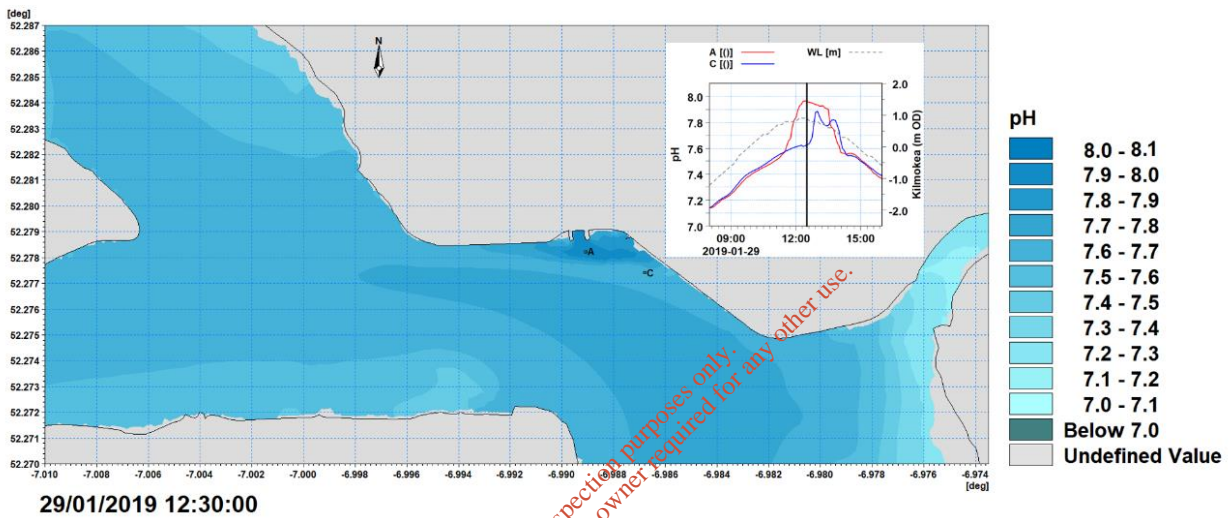 [deg]
52.287
52.286
52.285
52.284
52.283
52.282
52.281
52.280
52.279
52.278
52.277
52.276
52.275
52.274
52.273
52.272
52.271
52.270
-7.010
-7.008
-7.006
-7.004
-7.002
-7.000
-6.998
-6.996
-6.994
-6.992
-6.990
-6.988
-6.986
-6.984
-6.982
-6.980
-6.978
-6.976
-6.974
[deg]
N
A
C
A [()]
C [()]
WL [m]
pH
8.0
7.8
7.6
7.4
7.2
7.0
2.0
1.0
0.0
-1.0
-2.0
Kilmokea (m OD)
09:00
12:00
15:00
2019-01-29
pH
8.0 - 8.1
7.9 - 8.0
7.8 - 7.9
7.7 - 7.8
7.6 - 7.7
7.5 - 7.6
7.4 - 7.5
7.3 - 7.4
7.2 - 7.3
7.1 - 7.2
7.0 - 7.1
Below 7.0
Undefined Value
29/01/2019 12:30:00
purposes only.
owner required for any other use.